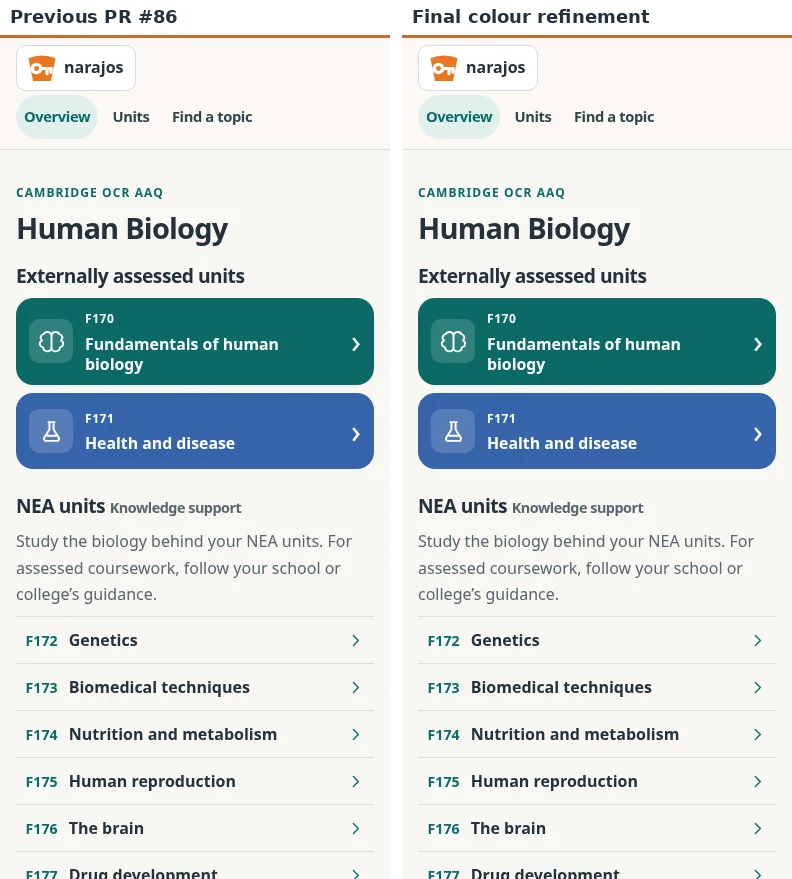 Previous PR #86
narajos
Overview Units Find a topic
CAMBRIDGE OCR AAQ
Human Biology
Externally assessed units
F170
Fundamentals of human
biology
F171
Health and disease
NEA units Knowledge support
Study the biology behind your NEA units. For
assessed coursework, follow your school or
college’s guidance.
F172 Genetics
F173 Biomedical techniques
F174 Nutrition and metabolism
F175 Human reproduction
F176 The brain
F177 Drug development
Final colour refinement
narajos
Overview Units Find a topic
CAMBRIDGE OCR AAQ
Human Biology
Externally assessed units
F170
Fundamentals of human
biology
F171
Health and disease
NEA units Knowledge support
Study the biology behind your NEA units. For
assessed coursework, follow your school or
college’s guidance.
F172 Genetics
F173 Biomedical techniques
F174 Nutrition and metabolism
F175 Human reproduction
F176 The brain
F177 Drug development